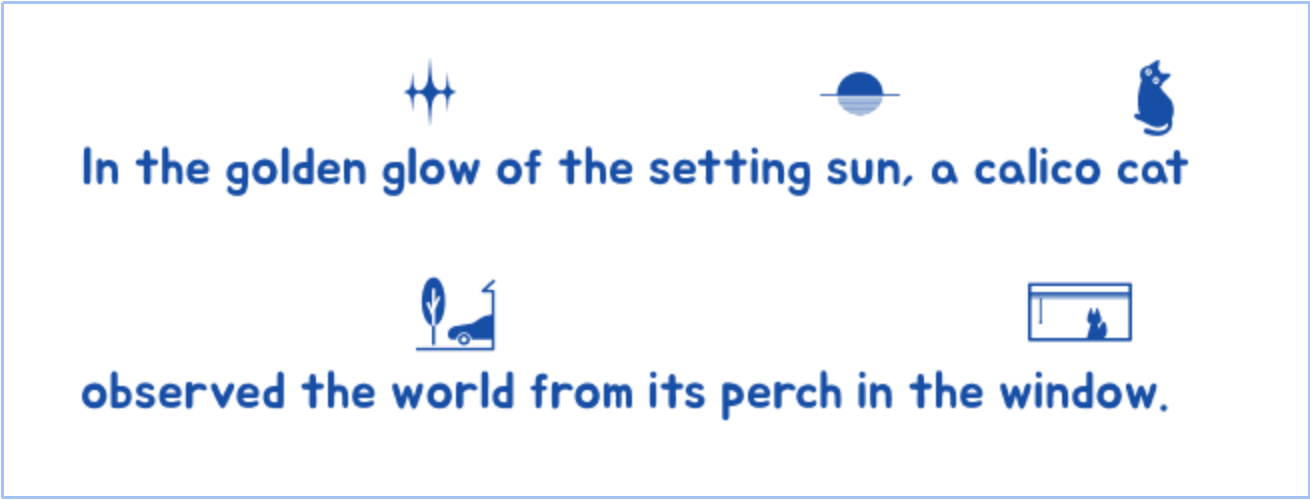 In the golden glow of the setting sun, a calico cat
observed the world from its perch in the window.